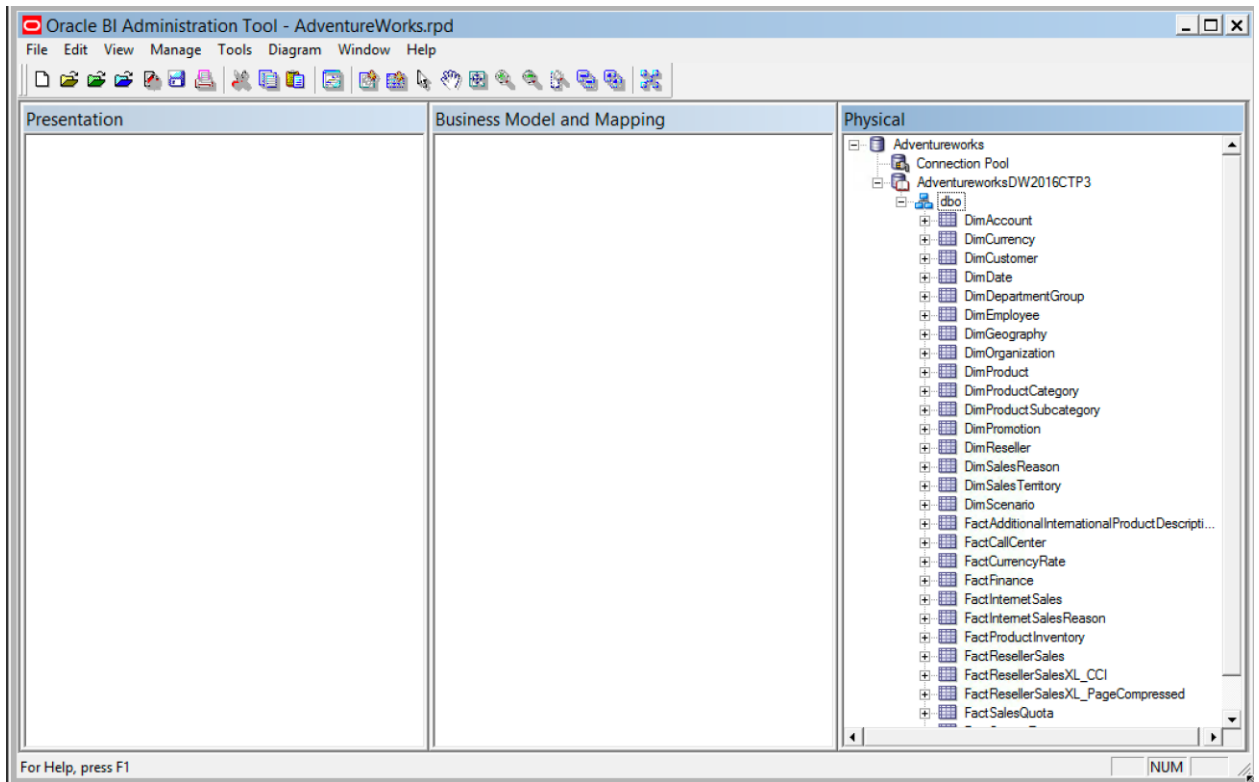 Oracle BI Administration Tool - AdventureWorks.rpd
File Edit View Manage Tools Diagram Window Help
Presentation
Business Model and Mapping
Physical
Adventureworks
Connection Pool
AdventureworksDW2016CTP3
dbo
DimAccount
DimCurrency
DimCustomer
DimDate
DimDepartmentGroup
DimEmployee
DimGeography
DimOrganization
DimProduct
DimProductCategory
DimProductSubcategory
DimPromotion
DimReseller
DimSalesReason
DimSalesTerritory
DimScenario
FactAdditionalInternationalProductDescripti...
FactCallCenter
FactCurrencyRate
FactFinance
FactInternetSales
FactInternetSalesReason
FactProductInventory
FactResellerSales
FactResellerSalesXL_CCI
FactResellerSalesXL_PageCompressed
FactSalesQuota
For Help, press F1
NUM